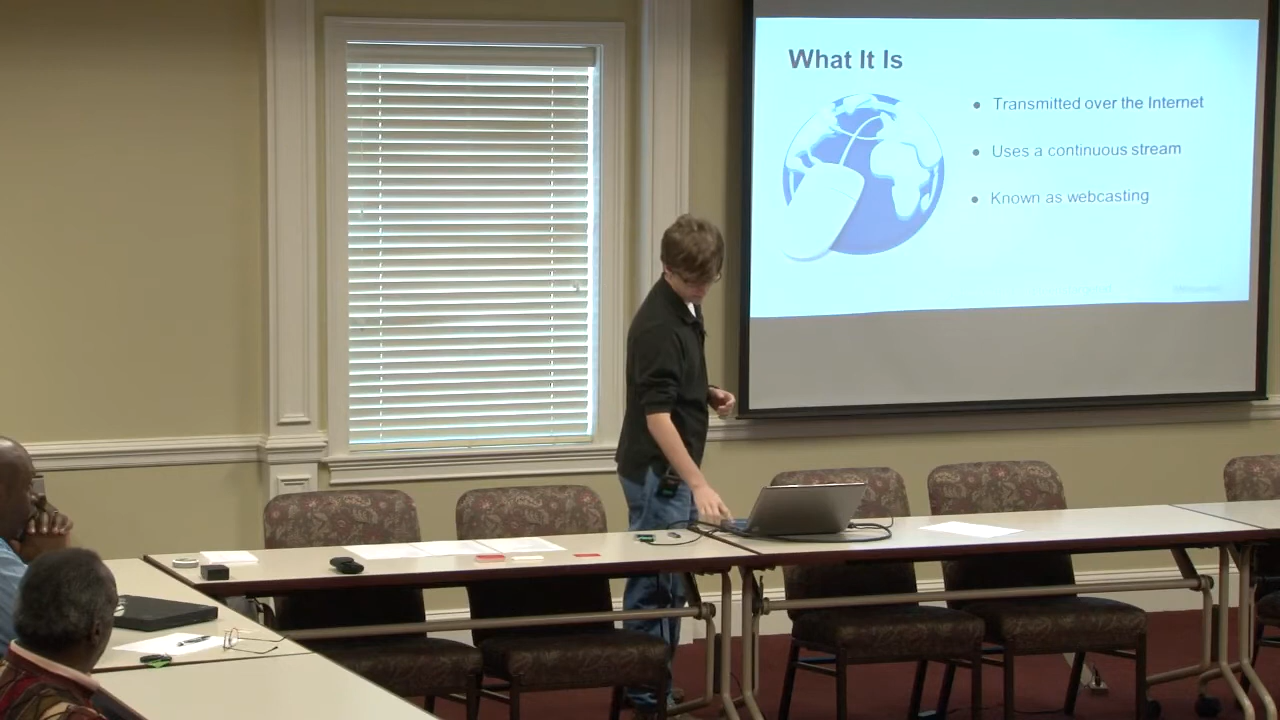 What It Is
Transmitted over the Internet
Uses a continuous stream
Known as webcasting